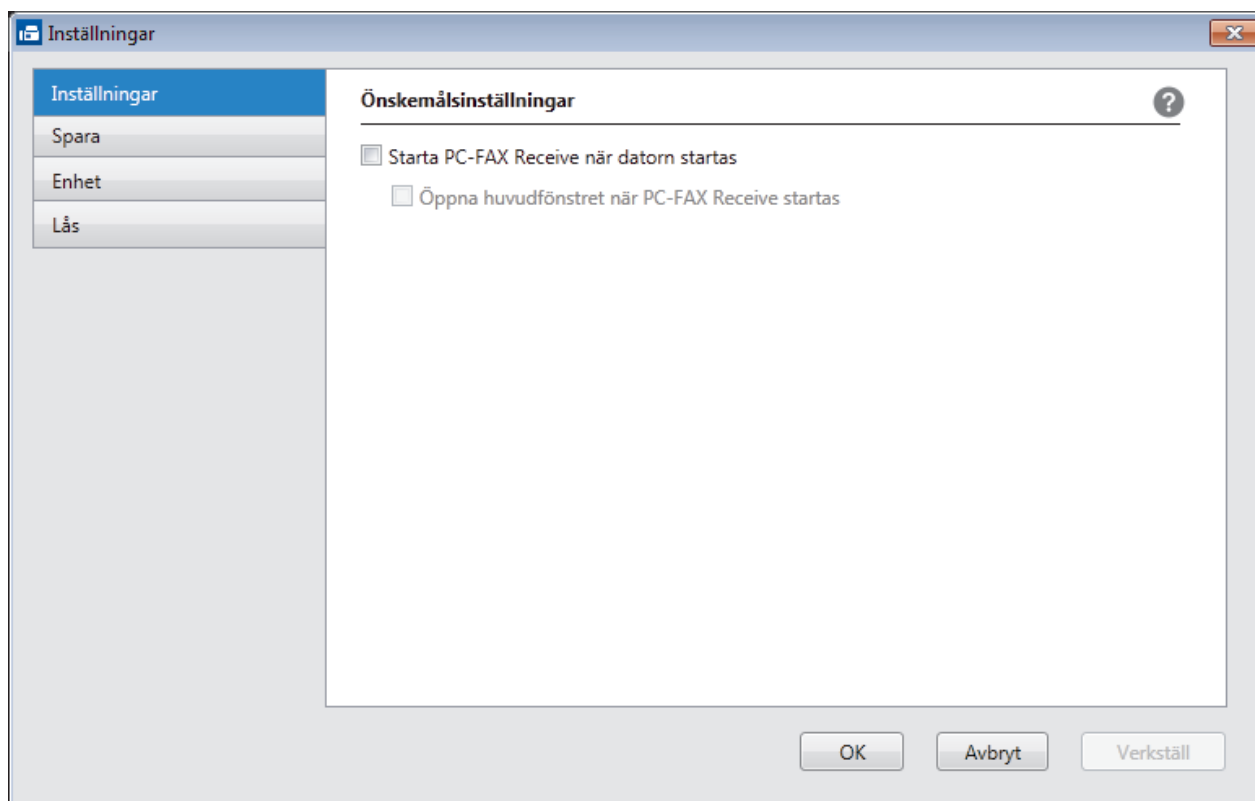 Inställningar
Inställningar
Spara
Enhet
Lås
Önskemålsinställningar
?
Starta PC-FAX Receive när datorn startas
Öppna huvudfönstret när PC-FAX Receive startas
OK
Avbryt
Verkställ